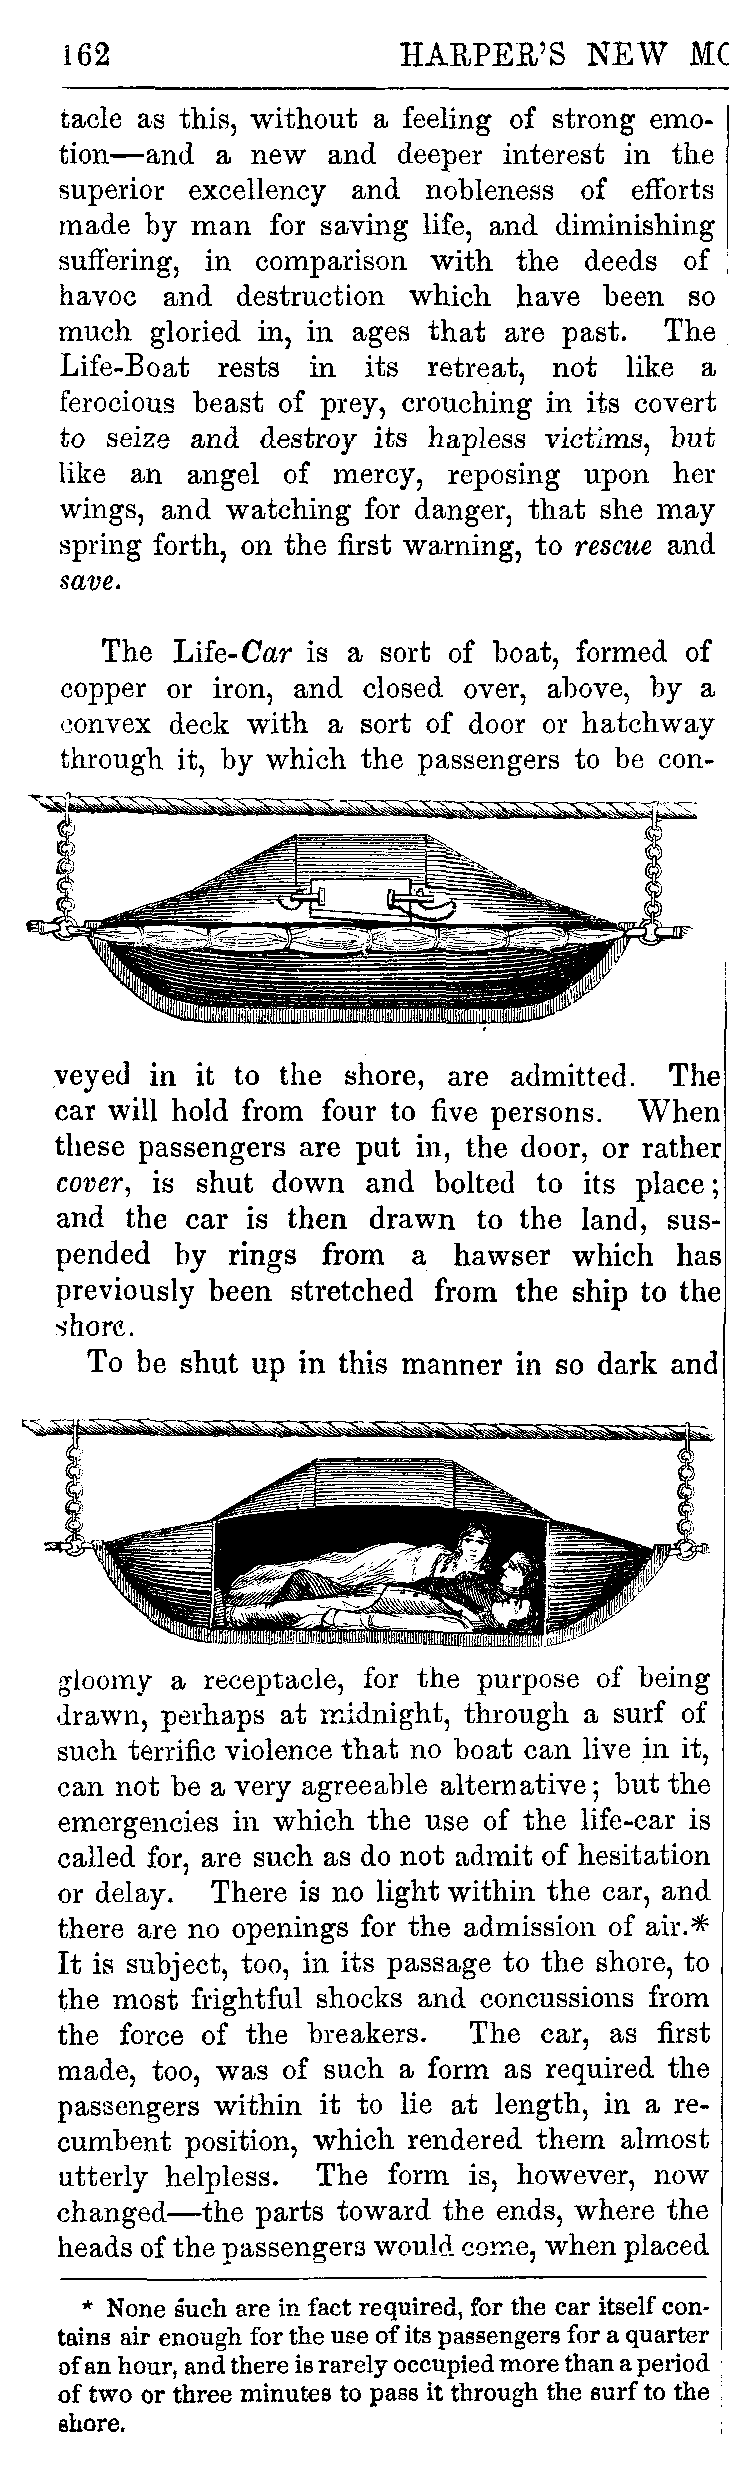 162 HARPER'S NEW MO
tacle as this, without a feeling of strong emo-
tion—and a new and deeper interest in the
superior excellency and nobleness of efforts
made by man for saving life, and diminishing
suffering, in comparison with the deeds of
havoc and destruction which have been so
much gloried in, in ages that are past. The
Life-Boat rests in its retreat, not like a
ferocious beast of prey, crouching in its covert
to seize and destroy its hapless victims, but
like an angel of mercy, reposing upon her
wings, and watching for danger, that she may
spring forth, on the first warning, to rescue and
save.
The Life-Car is a sort of boat, formed of
copper or iron, and closed over, above, by a
convex deck with a sort of door or hatchway
through it, by which the passengers to be con-
veyed in it to the shore, are admitted. The
car will hold from four to five persons. When
these passengers are put in, the door, or rather
cover, is shut down and bolted to its place;
and the car is then drawn to the land, sus-
pended by rings from a hawser which has
previously been stretched from the ship to the
shore.
To be shut up in this manner in so dark and
gloomy a receptacle, for the purpose of being
drawn, perhaps at midnight, through a surf of
such terrific violence that no boat can live in it,
can not be a very agreeable alternative; but the
emergencies in which the use of the life-car is
called for, are such as do not admit of hesitation
or delay. There is no light within the car, and
there are no openings for the admission of air.*
It is subject, too, in its passage to the shore, to
the most frightful shocks and concussions from
the force of the breakers. The car, as first
made, too, was of such a form as required the
passengers within it to lie at length, in a re-
cumbent position, which rendered them almost
utterly helpless. The form is, however, now
changed—the parts toward the ends, where the
heads of the passengers would come, when placed
* None such are in fact required, for the car itself con-
tains air enough for the use of its passengers for a quarter
of an hour, and there is rarely occupied more than a period
of two or three minutes to pass it through the surf to the
shore.